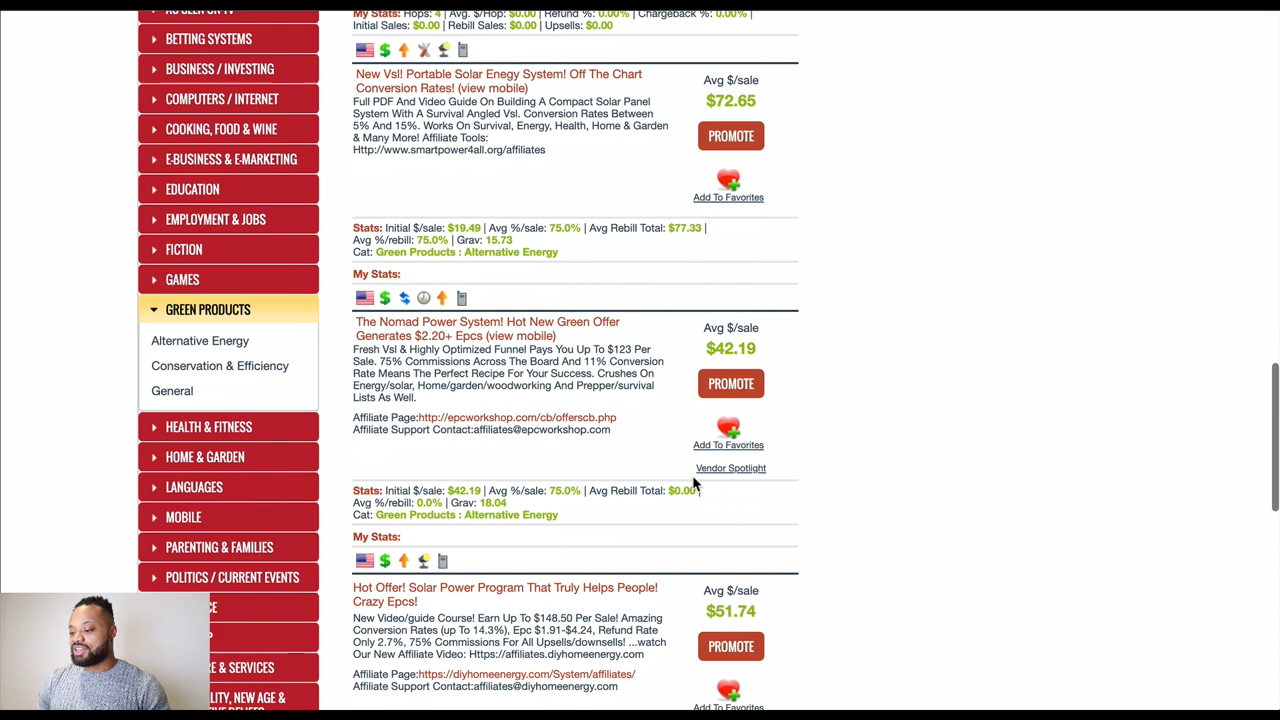 BETTING SYSTEMS
BUSINESS / INVESTING
COMPUTERS / INTERNET
COOKING, FOOD & WINE
E-BUSINESS & E-MARKETING
EDUCATION
EMPLOYMENT & JOBS
FICTION
GAMES
GREEN PRODUCTS
Alternative Energy
Conservation & Efficiency
General
HEALTH & FITNESS
HOME & GARDEN
LANGUAGES
MOBILE
PARENTING & FAMILIES
POLITICS / CURRENT EVENTS
CE
P
RE & SERVICES
LITY, NEW AGE &
My Stats: Hops: 4 | Avg. $/Hop: $0.00 | Refund %: 0.00% | Chargeback %: 0.00% |
Initial Sales: $0.00 | Rebill Sales: $0.00 | Upsells: $0.00
New Vsl! Portable Solar Enegy System! Off The Chart
Conversion Rates! (view mobile)
Full PDF And Video Guide On Building A Compact Solar Panel
System With A Survival Angled Vsl. Conversion Rates Between
5% And 15%. Works On Survival, Energy, Health, Home & Garden
& Many More! Affiliate Tools:
Http://www.smartpower4all.org/affiliates
Avg $/sale
$72.65
PROMOTE
Add To Favorites
Stats: Initial $/sale: $19.49 | Avg %/sale: 75.0% | Avg Rebill Total: $77.33 |
Avg %/rebill: 75.0% | Grav: 15.73
Cat: Green Products : Alternative Energy
My Stats:
The Nomad Power System! Hot New Green Offer
Generates $2.20+ Epcs (view mobile)
Fresh Vsl & Highly Optimized Funnel Pays You Up To $123 Per
Sale. 75% Commissions Across The Board And 11% Conversion
Rate Means The Perfect Recipe For Your Success. Crushes On
Energy/solar, Home/garden/woodworking And Prepper/survival
Lists As Well.
Affiliate Page:http://epcworkshop.com/cb/offerscb.php
Affiliate Support Contact:affiliates@epcworkshop.com
Avg $/sale
$42.19
PROMOTE
Add To Favorites
Vendor Spotlight
Stats: Initial $/sale: $42.19 | Avg %/sale: 75.0% | Avg Rebill Total: $0.00 |
Avg %/rebill: 0.0% | Grav: 18.04
Cat: Green Products : Alternative Energy
My Stats:
Hot Offer! Solar Power Program That Truly Helps People!
Crazy Epcs!
New Video/guide Course! Earn Up To $148.50 Per Sale! Amazing
Conversion Rates (up To 14.3%), Epc $1.91-$4.24, Refund Rate
Only 2.7%, 75% Commissions For All Upsells/downsells! ...watch
Our New Affiliate Video: Https://affiliates.diyhomeenergy.com
Affiliate Page:https://diyhomeenergy.com/System/affiliates/
Affiliate Support Contact:affiliates@diyhomeenergy.com
Avg $/sale
$51.74
PROMOTE
Add To Favorites